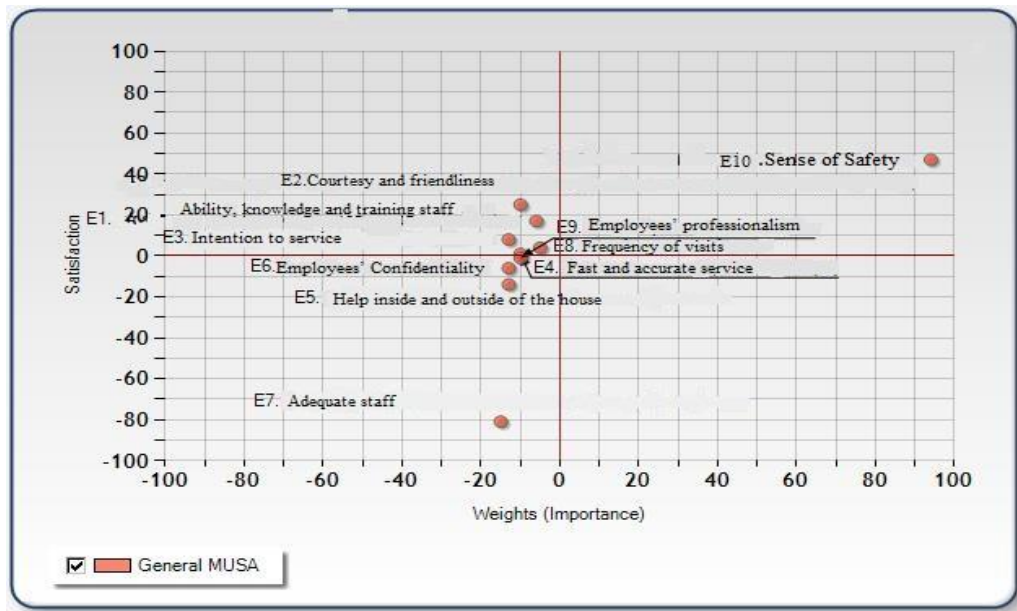 100
80
60
40
20
0
-20
-40
-60
-80
-100
Satisfaction
E10 .Sense of Safety
E2.Courtesy and friendliness
E1. Ability, knowledge and training staff
E9. Employees' professionalism
E3. Intention to service
E8. Frequency of visits
E6.Employees' Confidentiality
E4. Fast and accurate service
E5. Help inside and outside of the house
E7. Adequate staff
-100 -80 -60 -40 -20 0 20 40 60 80 100
Weights (Importance)
General MUSA